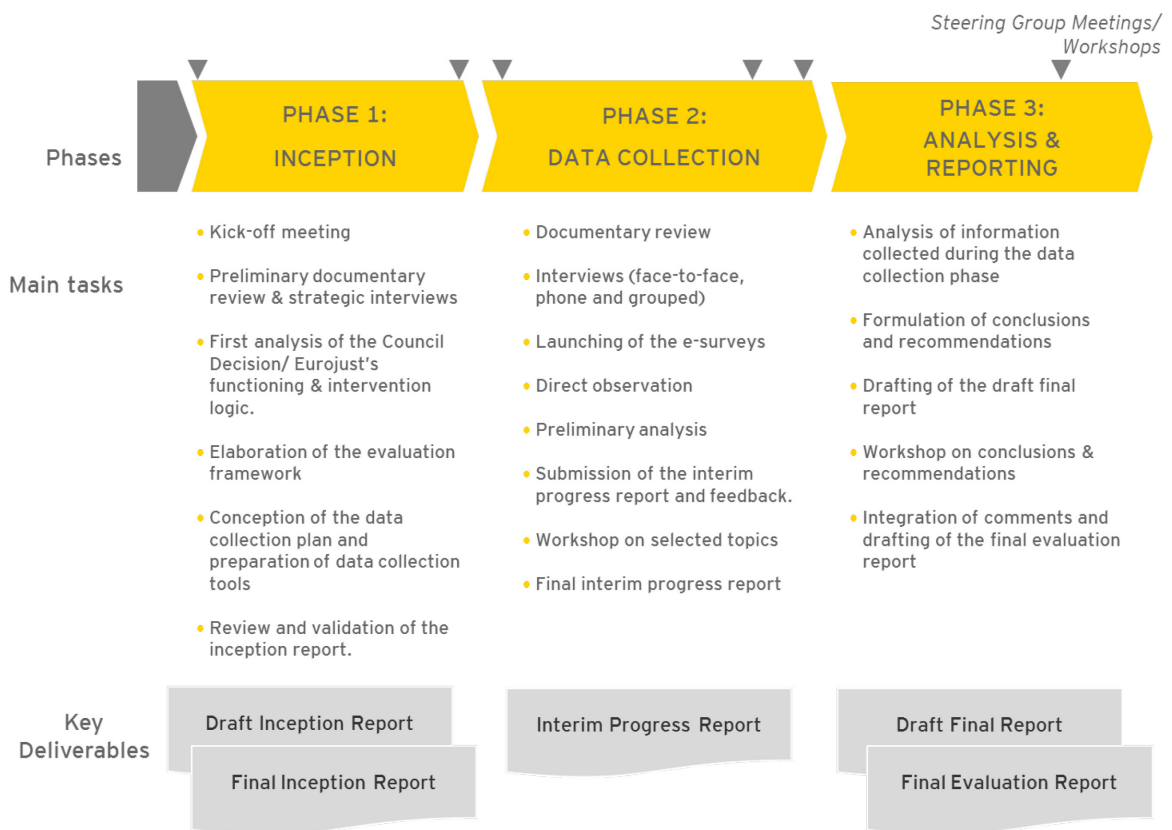 Steering Group Meetings/
Workshops
Phases
PHASE 1:
INCEPTION
PHASE 2:
DATA COLLECTION
PHASE 3:
ANALYSIS &
REPORTING
Main tasks
• Kick-off meeting
• Preliminary documentary
review & strategic interviews
• First analysis of the Council
Decision/ Eurojust's
functioning & intervention
logic.
• Elaboration of the evaluation
framework
• Conception of the data
collection plan and
preparation of data collection
tools
• Review and validation of the
inception report.
• Documentary review
• Interviews (face-to-face,
phone and grouped)
• Launching of the e-surveys
• Direct observation
• Preliminary analysis
• Submission of the interim
progress report and feedback.
• Workshop on selected topics
• Final interim progress report
• Analysis of information
collected during the data
collection phase
• Formulation of conclusions
and recommendations
• Drafting of the draft final
report
• Workshop on conclusions &
recommendations
• Integration of comments and
drafting of the final evaluation
report
Key
Deliverables
Draft Inception Report
Final Inception Report
Interim Progress Report
Draft Final Report
Final Evaluation Report